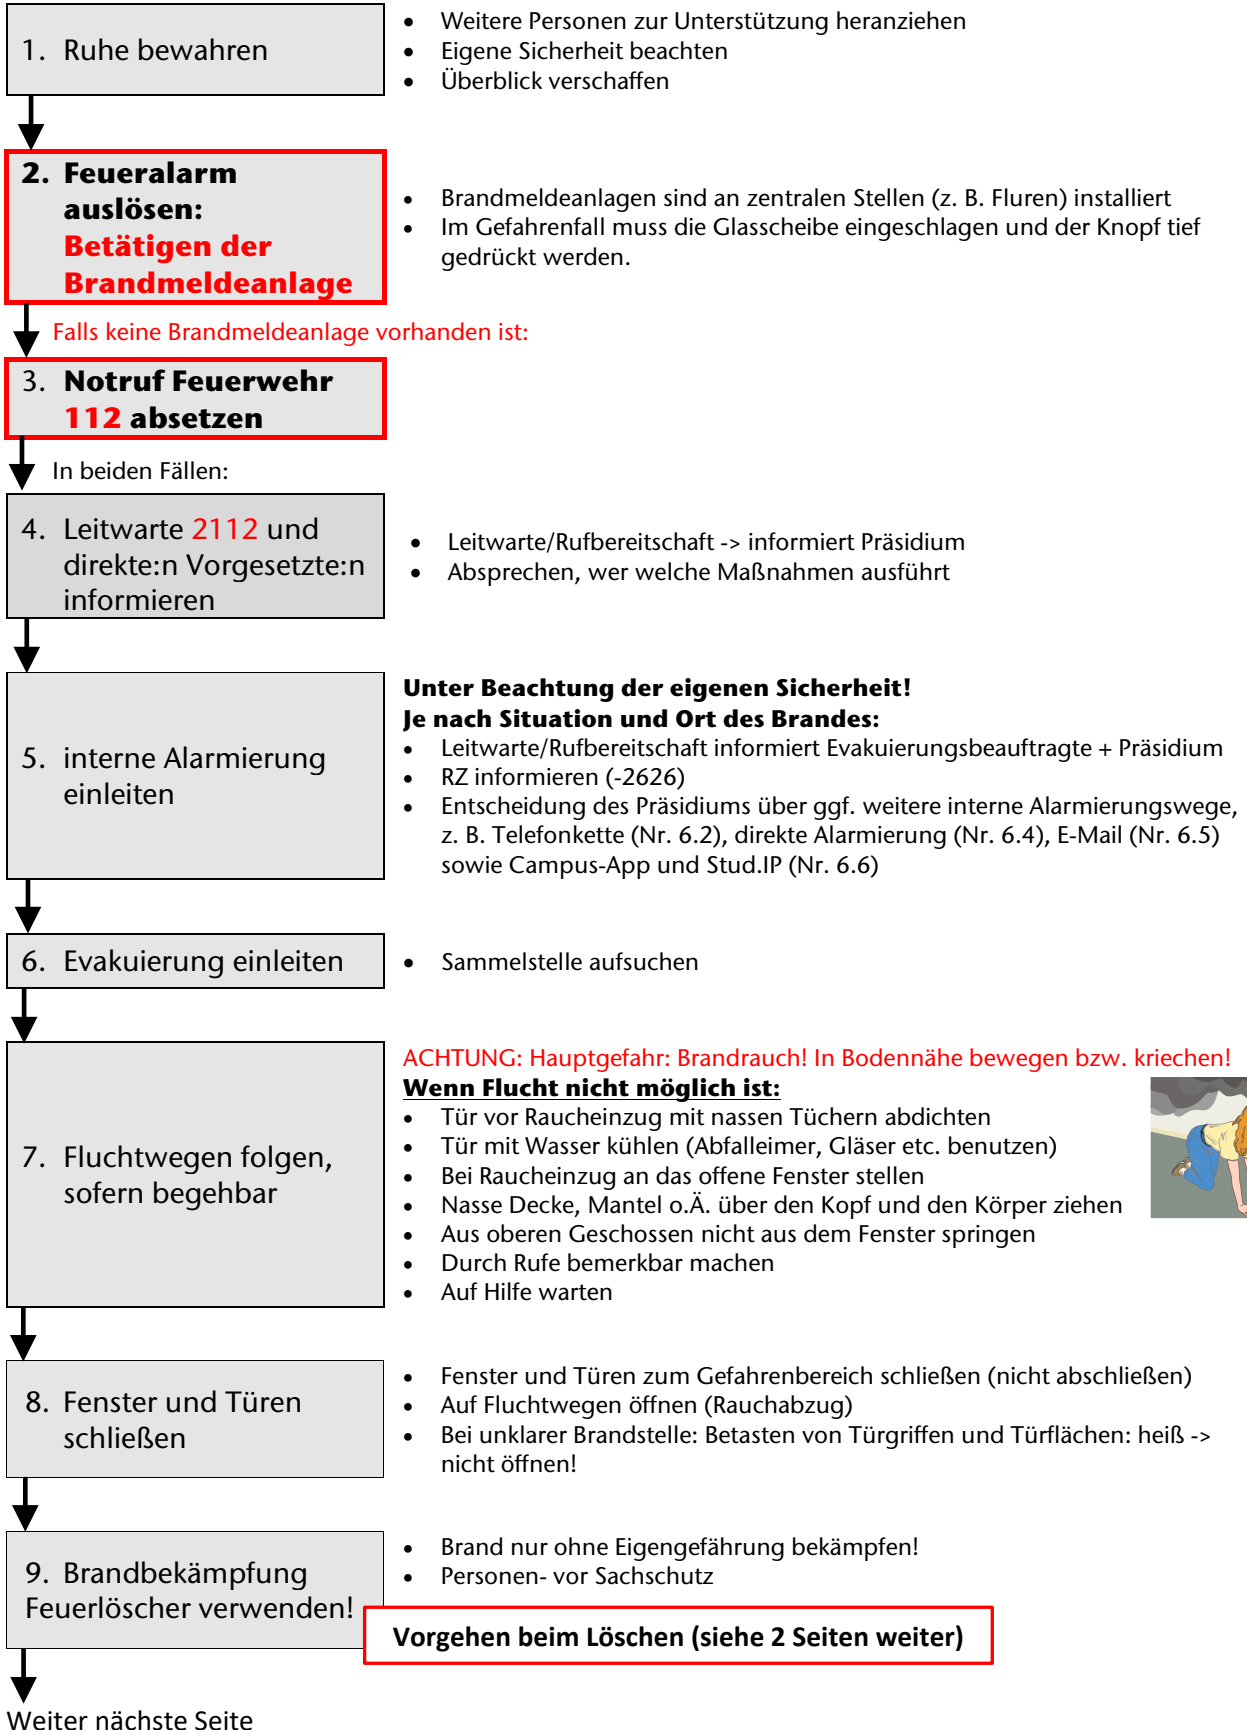 1. Ruhe bewahren
• Weitere Personen zur Unterstützung heranziehen
• Eigene Sicherheit beachten
• Überblick verschaffen
2. Feueralarm
auslösen:
Betätigen der
Brandmeldeanlage
• Brandmeldeanlagen sind an zentralen Stellen (z. B. Fluren) installiert
• Im Gefahrenfall muss die Glasscheibe eingeschlagen und der Knopf tief
gedrückt werden.
Falls keine Brandmeldeanlage vorhanden ist:
3. Notruf Feuerwehr
112 absetzen
In beiden Fällen:
4. Leitwarte 2112 und
direkte:n Vorgesetzte:n
informieren
• Leitwarte/Rufbereitschaft -> informiert Präsidium
• Absprechen, wer welche Maßnahmen ausführt
5. interne Alarmierung
einleiten
Unter Beachtung der eigenen Sicherheit!
Je nach Situation und Ort des Brandes:
• Leitwarte/Rufbereitschaft informiert Evakuierungsbeauftragte + Präsidium
• RZ informieren (-2626)
• Entscheidung des Präsidiums über ggf. weitere interne Alarmierungswege,
z. B. Telefonkette (Nr. 6.2), direkte Alarmierung (Nr. 6.4), E-Mail (Nr. 6.5)
sowie Campus-App und Stud.IP (Nr. 6.6)
6. Evakuierung einleiten
• Sammelstelle aufsuchen
7. Fluchtwegen folgen,
sofern begehbar
ACHTUNG: Hauptgefahr: Brandrauch! In Bodennähe bewegen bzw. kriechen!
Wenn Flucht nicht möglich ist:
• Tür vor Raucheinzug mit nassen Tüchern abdichten
• Tür mit Wasser kühlen (Abfalleimer, Gläser etc. benutzen)
• Bei Raucheinzug an das offene Fenster stellen
• Nasse Decke, Mantel o.Ä. über den Kopf und den Körper ziehen
• Aus oberen Geschossen nicht aus dem Fenster springen
• Durch Rufe bemerkbar machen
• Auf Hilfe warten
8. Fenster und Türen
schließen
• Fenster und Türen zum Gefahrenbereich schließen (nicht abschließen)
• Auf Fluchtwegen öffnen (Rauchabzug)
• Bei unklarer Brandstelle: Betasten von Türgriffen und Türflächen: heiß ->
nicht öffnen!
9. Brandbekämpfung
Feuerlöscher verwenden!
• Brand nur ohne Eigengefährung bekämpfen!
• Personen- vor Sachschutz
Vorgehen beim Löschen (siehe 2 Seiten weiter)
Weiter nächste Seite